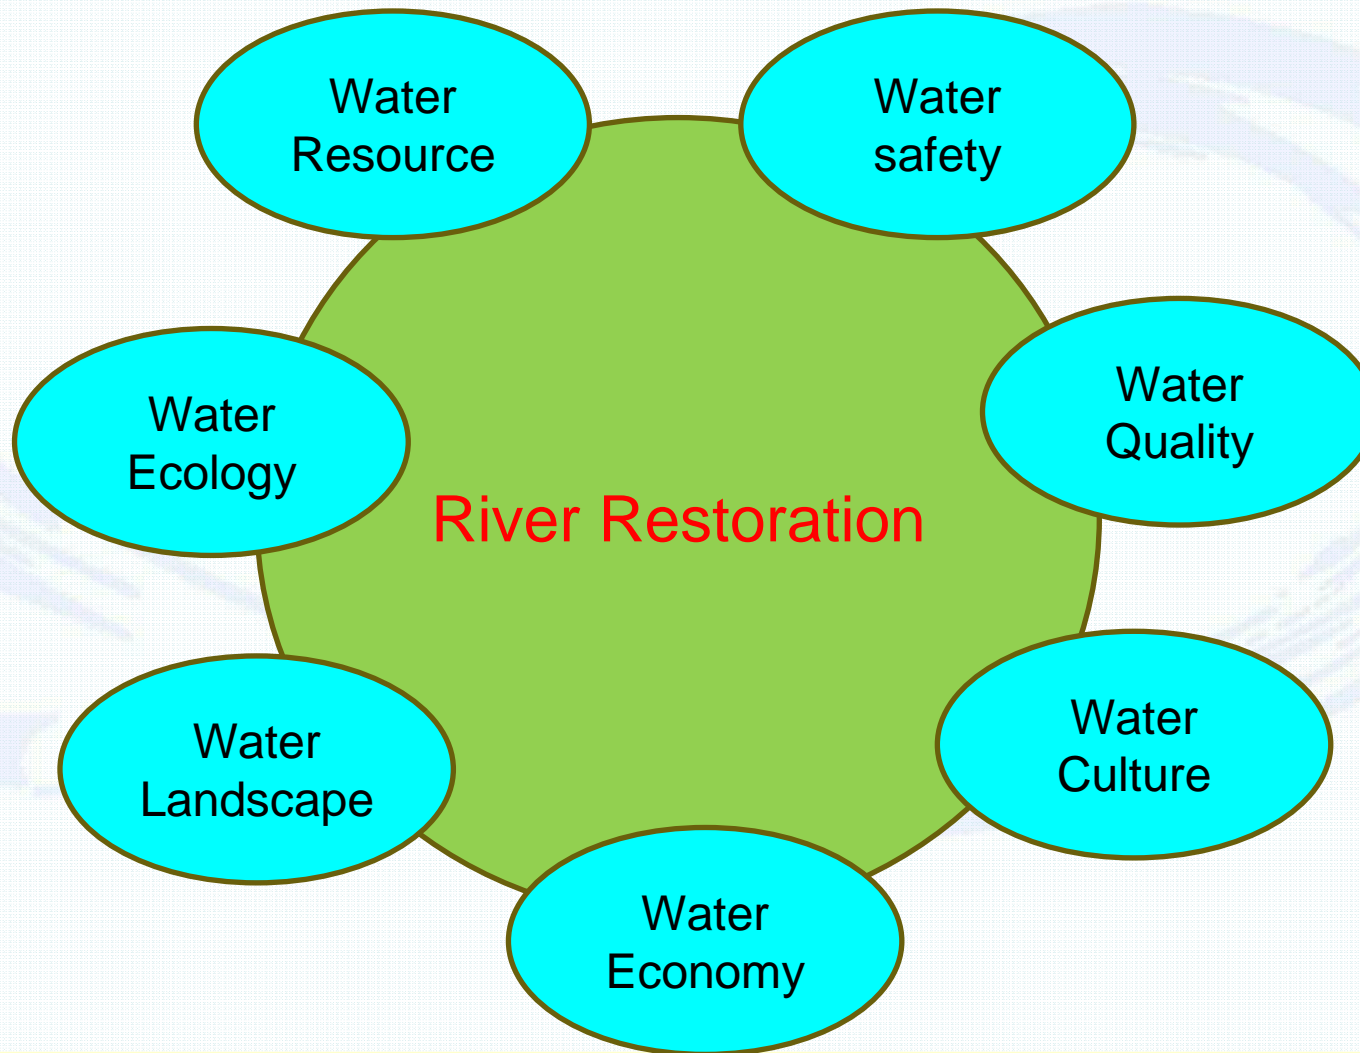 Water
Resource
Water
safety
Water
Ecology
Water
Quality
River Restoration
Water
Landscape
Water
Culture
Water
Economy